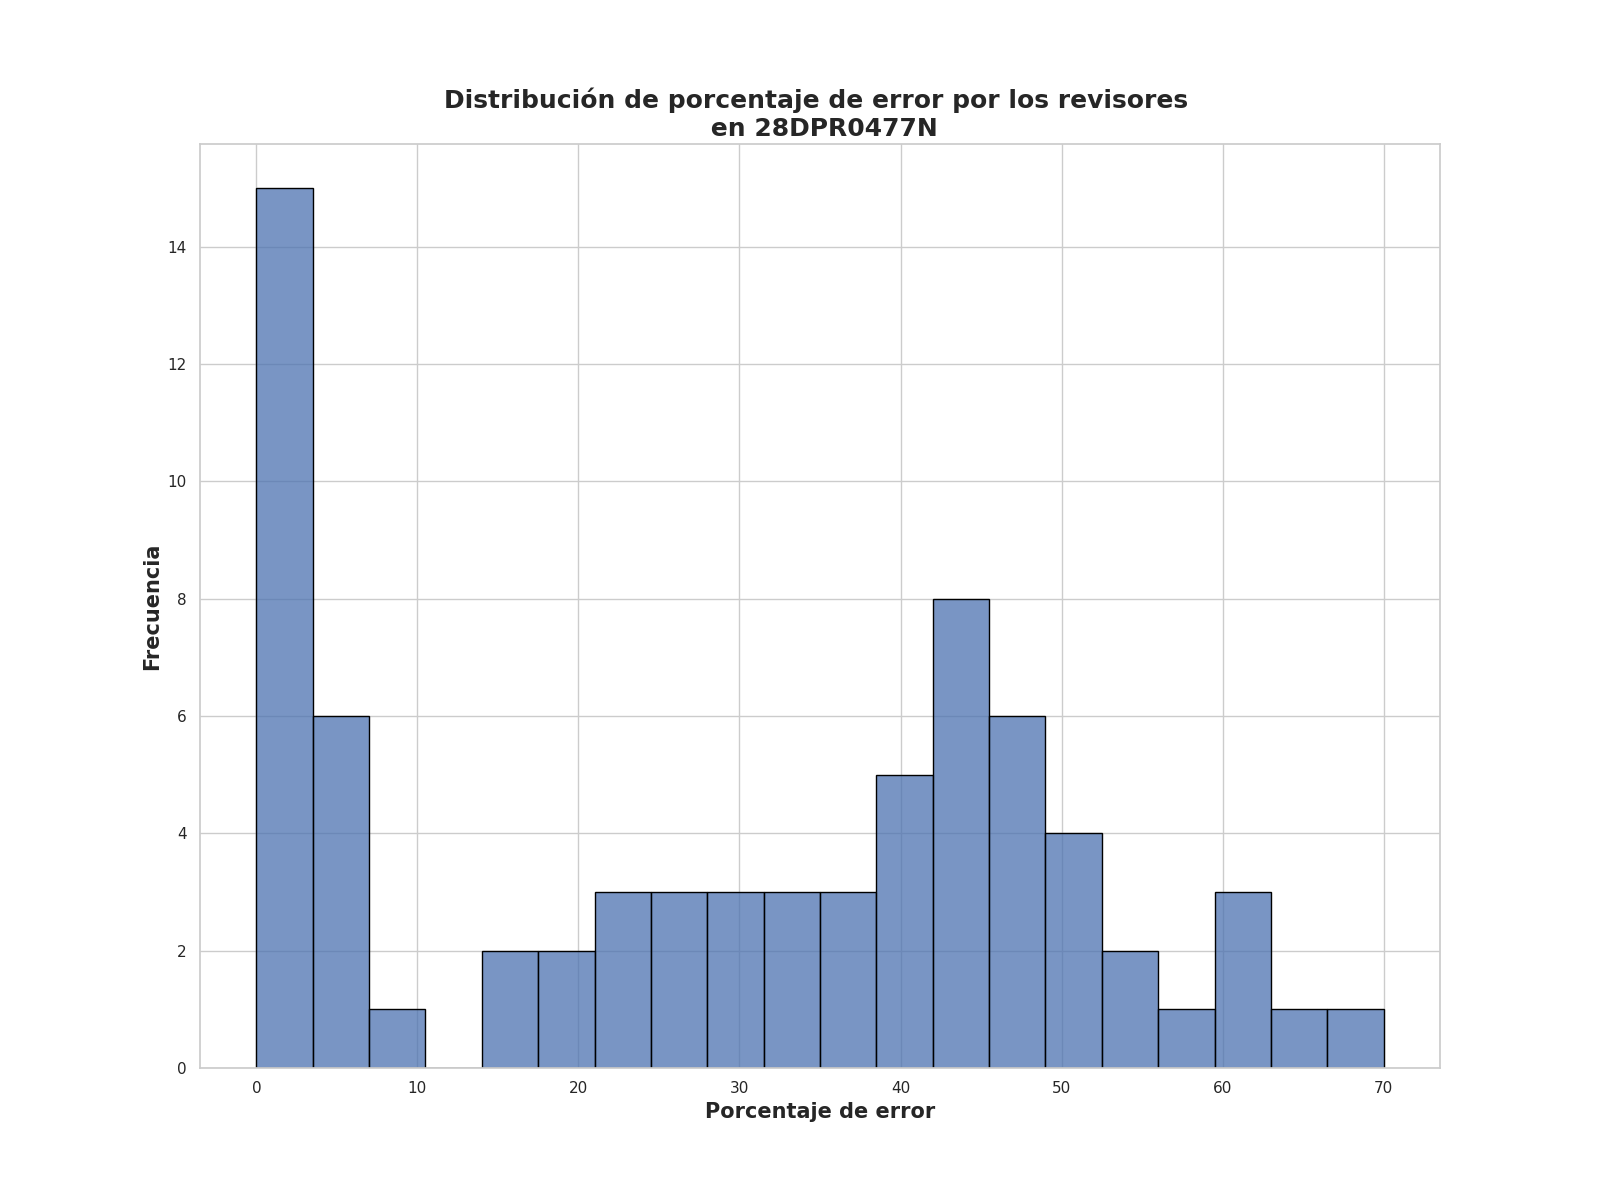 Distribución de porcentaje de error por los revisores
en 28DPR0477N
Frecuencia
14
12
10
8
6
4
2
0
0 10 20 30 40 50 60 70
Porcentaje de error